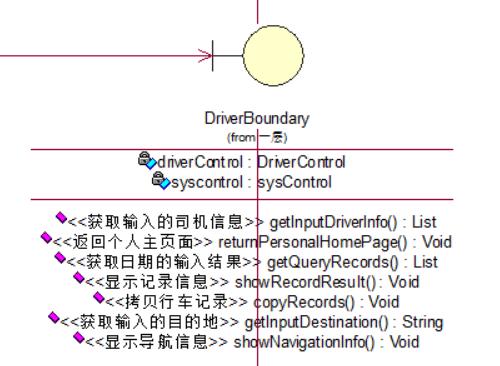 DriverBoundary
(from 一层)
driverControl : DriverControl
syscontrol : sysControl
<<获取输入的司机信息>> getInputDriverInfo() : List
<<返回个人主页面>> returnPersonalHomePage() : Void
<<获取日期的输入结果>> getQueryRecords() : List
<<显示记录信息>> showRecordResult() : Void
<<拷贝行车记录>> copyRecords() : Void
<<获取输入的目的地>> getInputDestination() : String
<<显示导航信息>> showNavigationInfo() : Void